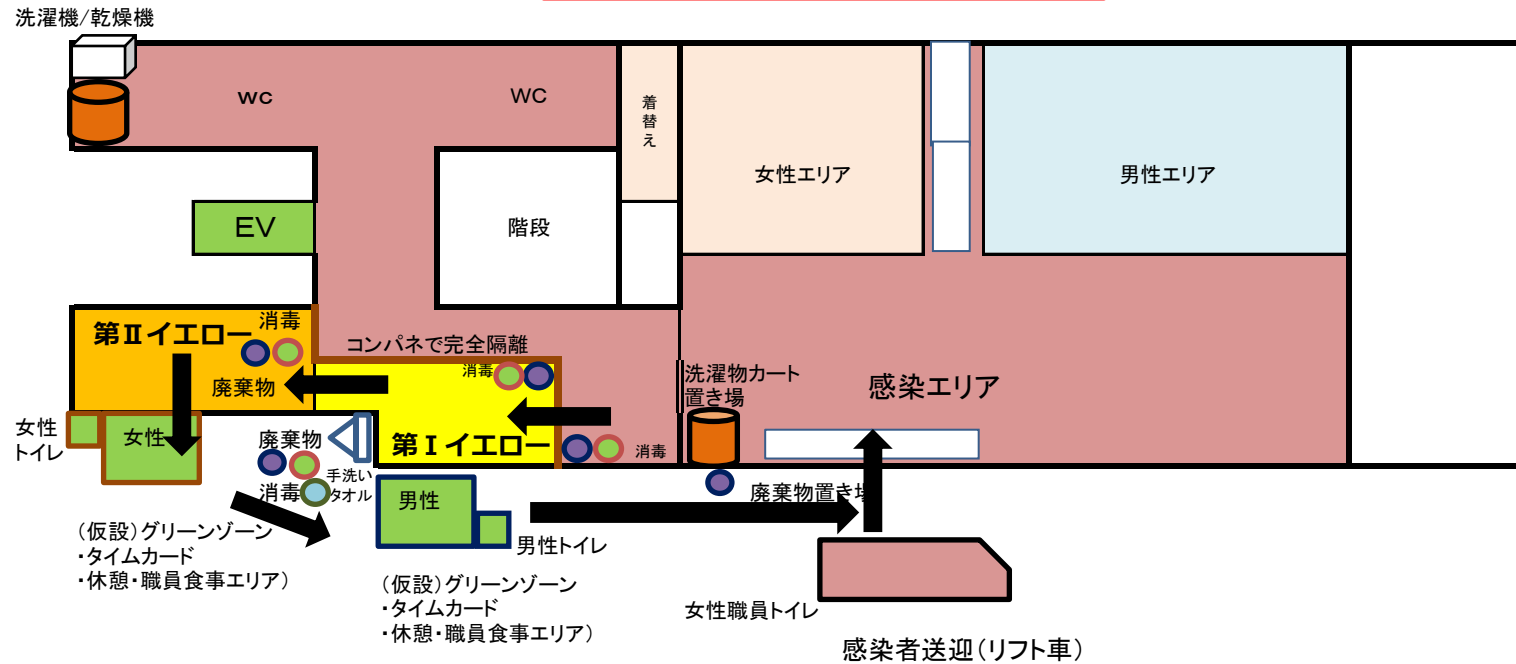 洗濯機/乾燥機
WC
WC
着
替
え
女性エリア
男性エリア
EV
階段
第Ⅱイエロー
消毒
コンパネで完全隔離
廃棄物
消毒
洗濯物カート
置き場
感染エリア
女性
トイレ
女性
廃棄物
第Ⅰイエロー
消毒
手洗い
タオル
消毒
男性
廃棄物置き場
男性トイレ
(仮設)グリーンゾーン
・タイムカード
・休憩・職員食事エリア)
(仮設)グリーンゾーン
・タイムカード
・休憩・職員食事エリア)
女性職員トイレ
感染者送迎(リフト車)